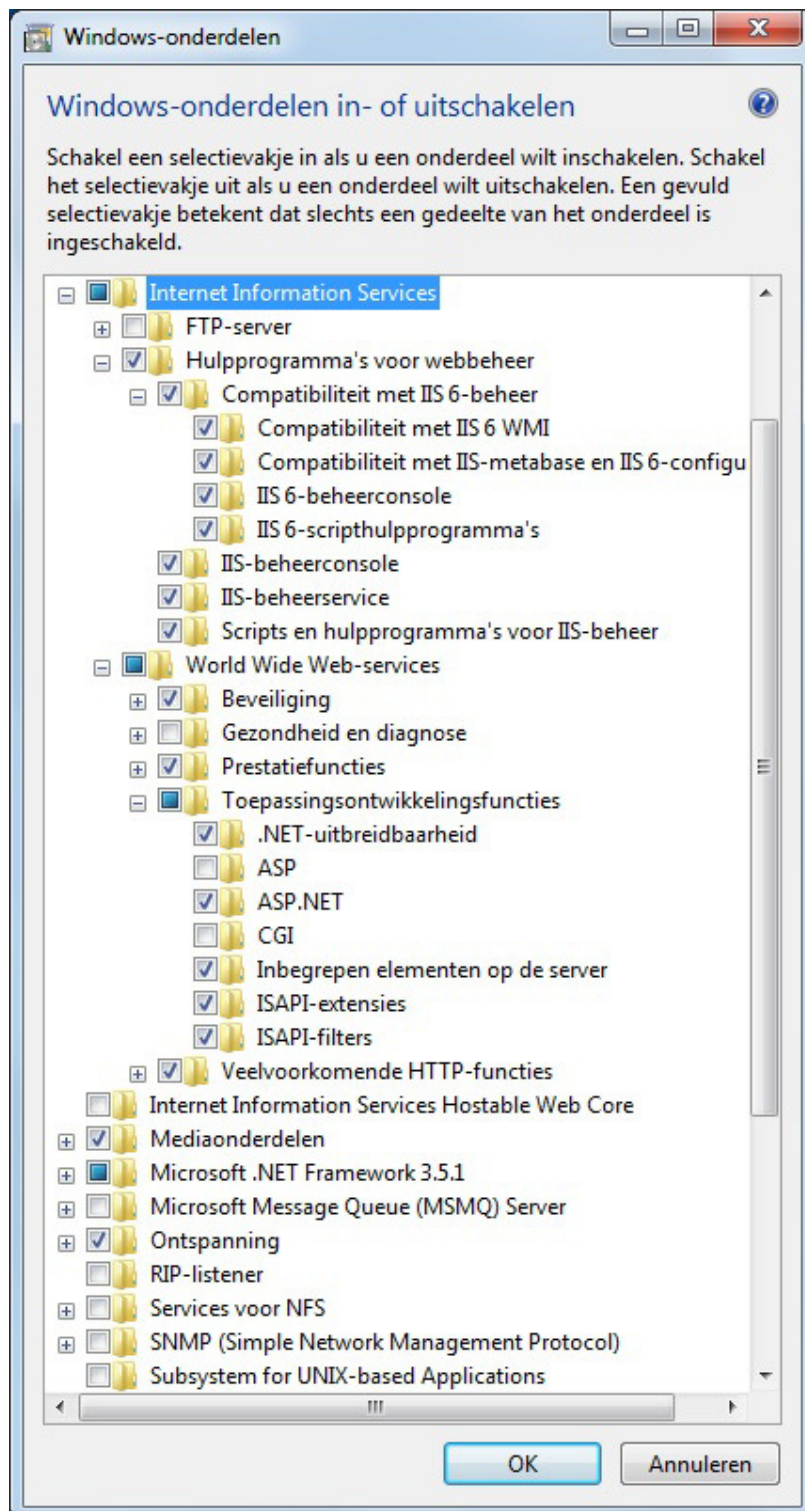 Windows-onderdelen
Windows-onderdelen in- of uitschakelen
Schakel een selectievakje in als u een onderdeel wilt inschakelen. Schakel
het selectievakje uit als u een onderdeel wilt uitschakelen. Een gevuld
selectievakje betekent dat slechts een gedeelte van het onderdeel is
ingeschakeld.
Internet Information Services
FTP-server
Hulpprogramma's voor webbeheer
Compatibiliteit met IIS 6-beheer
Compatibiliteit met IIS 6 WMI
Compatibiliteit met IIS-metabase en IIS 6-configu
IIS 6-beheerconsole
IIS 6-scripthulpprogramma's
IIS-beheerconsole
IIS-beheerservice
Scripts en hulpprogramma's voor IIS-beheer
World Wide Web-services
Beveiliging
Gezondheid en diagnose
Prestatiefuncties
Toepassingsontwikkelingsfuncties
.NET-uitbreidbaarheid
ASP
ASP.NET
CGI
Inbegrepen elementen op de server
ISAPI-extensies
ISAPI-filters
Veelvoorkomende HTTP-functies
Internet Information Services Hostable Web Core
Mediaonderdelen
Microsoft .NET Framework 3.5.1
Microsoft Message Queue (MSMQ) Server
Ontspanning
RIP-listener
Services voor NFS
SNMP (Simple Network Management Protocol)
Subsystem for UNIX-based Applications
OK
Annuleren